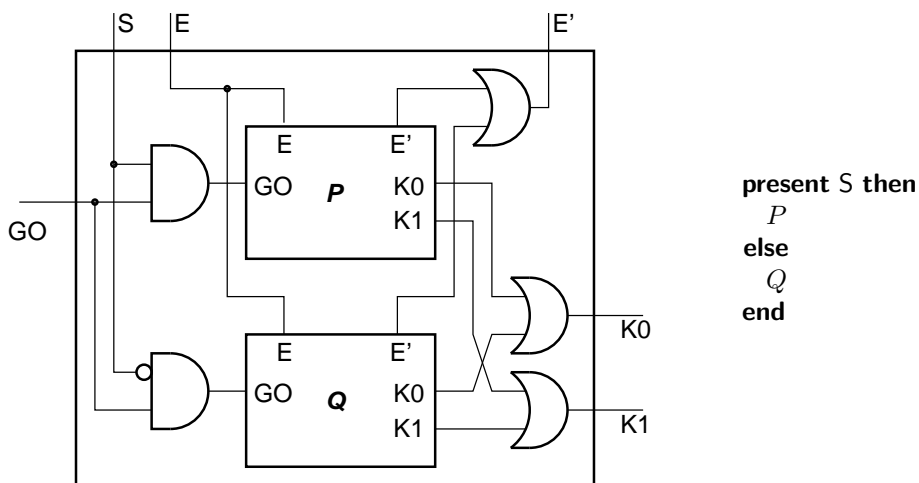 S E E’
E E’
GO P K0
K1
GO
E E’
GO Q K0
K1
K0
K1
present S then
P
else
Q
end